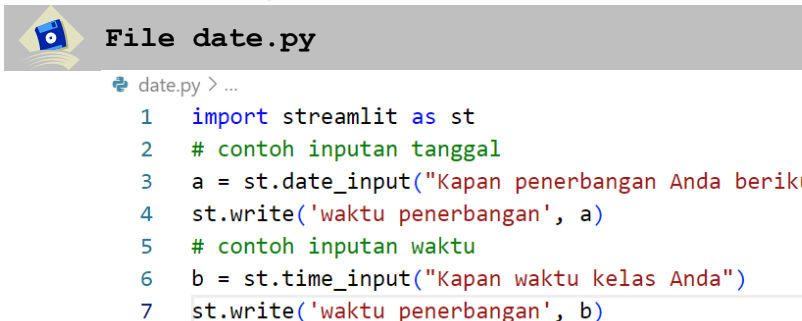 File date.py
date.py > ...
1 import streamlit as st
2 # contoh inputan tanggal
3 a = st.date_input("Kapan penerbangan Anda
4 st.write('waktu penerbangan', a)
5 # contoh inputan waktu
6 b = st.time_input("Kapan waktu kelas Anda")
7 st.write('waktu penerbangan', b)